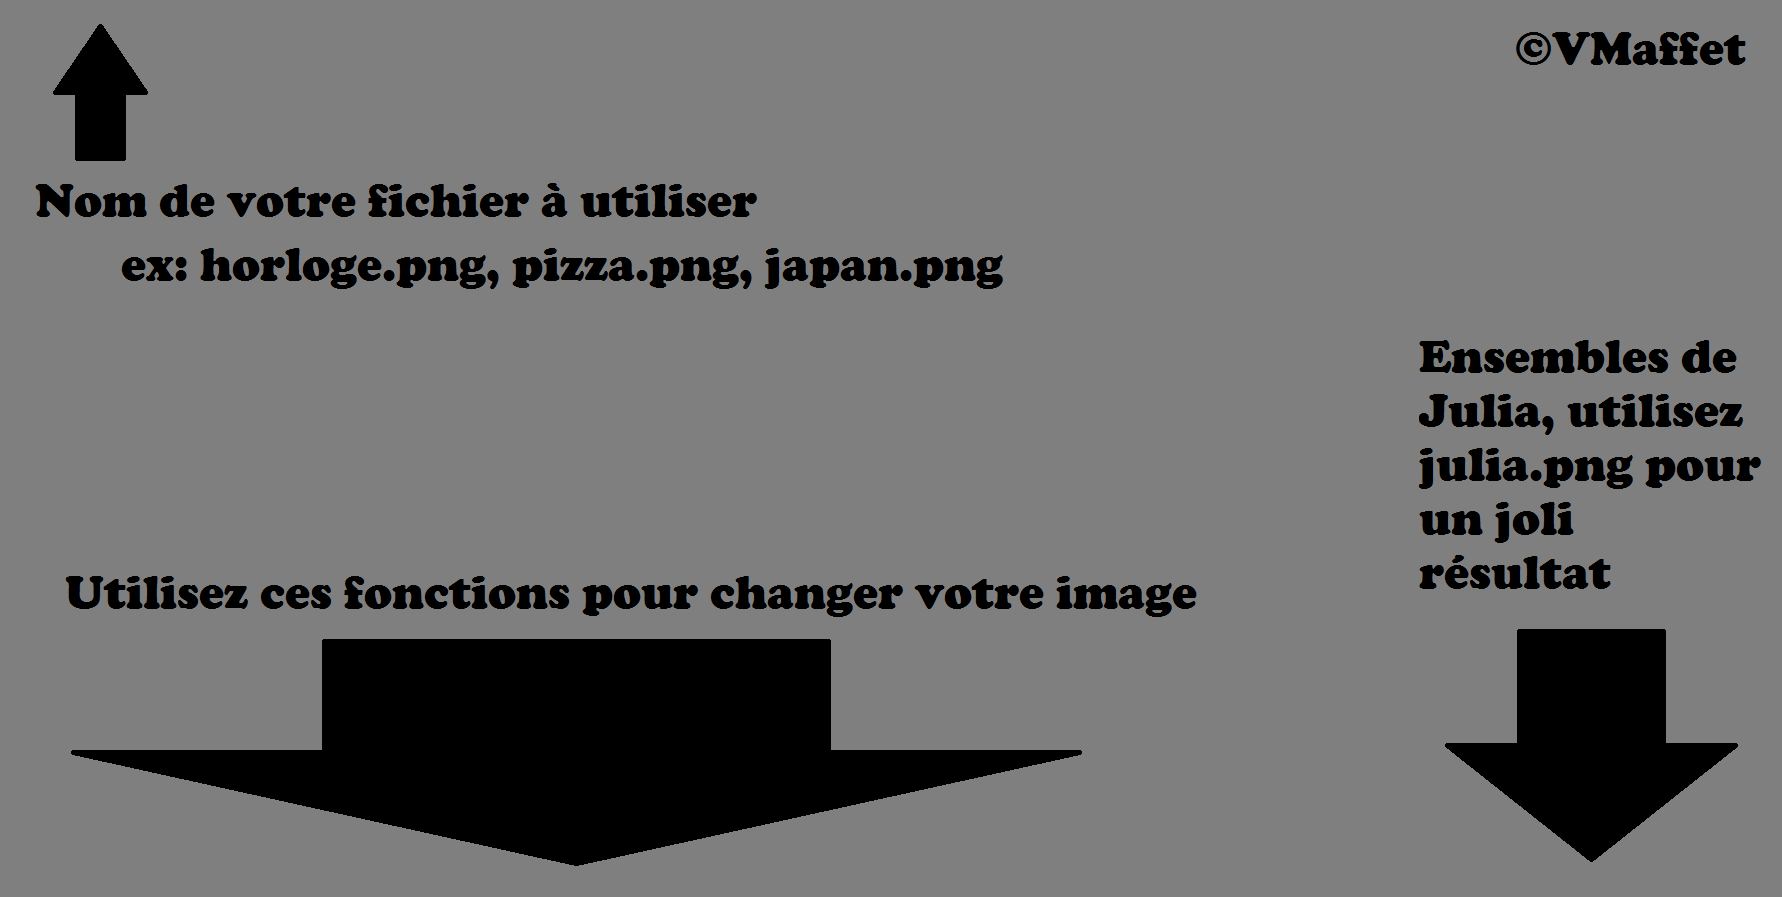 ©VMaffet
Nom de votre fichier à utiliser
ex: horloge.png, pizza.png, japan.png
Ensembles de
Julia, utilisez
julia.png pour
un joli
résultat
Utilisez ces fonctions pour changer votre image